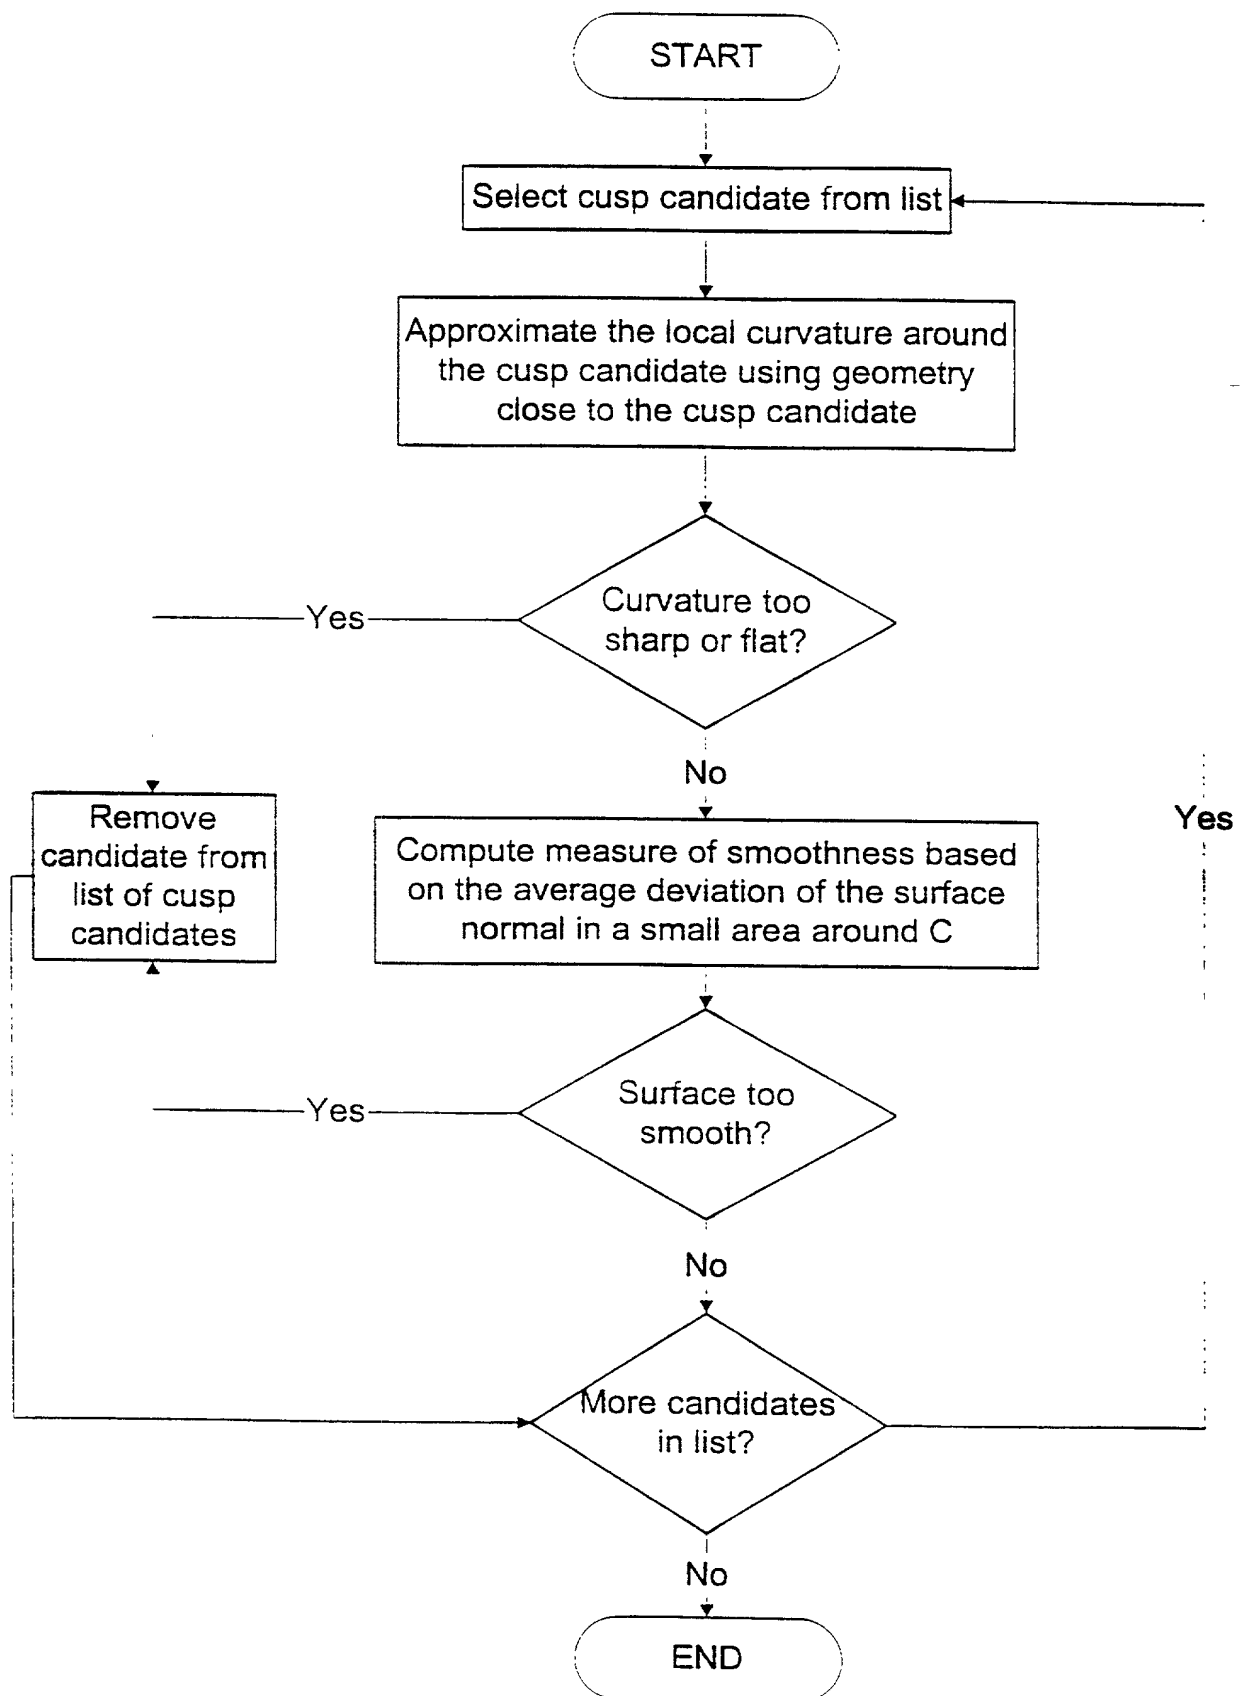 START
Select cusp candidate from list
Approximate the local curvature around
the cusp candidate using geometry
close to the cusp candidate
Curvature too
sharp or flat?
Yes
No
Remove
candidate from
list of cusp
candidates
Compute measure of smoothness based
on the average deviation of the surface
normal in a small area around C
Yes
Surface too
smooth?
Yes
No
More candidates
in list?
No
END